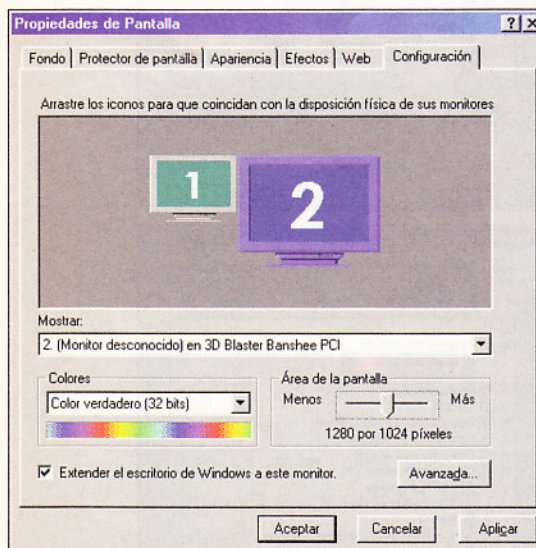 Propiedades de Pantalla
Fondo Protector de pantalla Apariencia Efectos Web Configuración
Arrastre los iconos para que coincidan con la disposición física de sus monitores
1 2
Mostrar:
2. (Monitor desconocido) en 3D Blaster Banshee PCI
Colores
Color verdadero (32 bits)
Área de la pantalla
Menos Más
1280 por 1024 píxeles
Extender el escritorio de Windows a este monitor.
Avanzada...
Aceptar Cancelar Aplicar